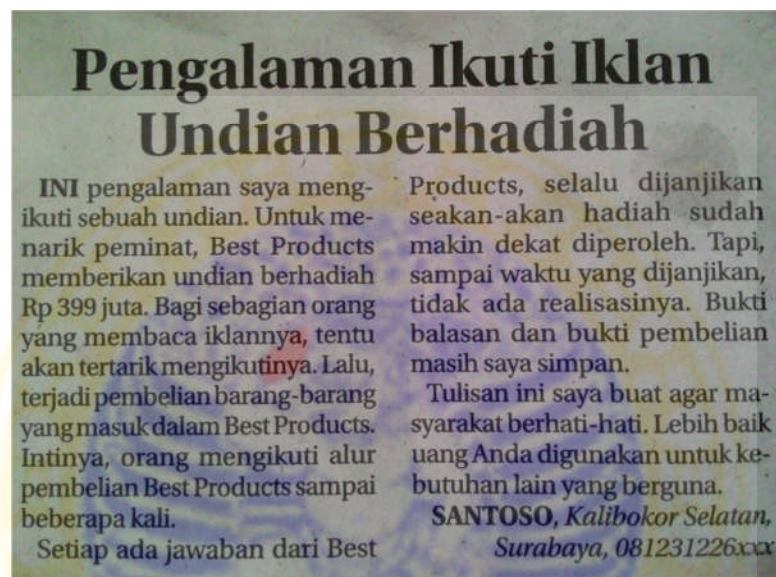 Pengalaman Ikuti Iklan
Undian Berhadiah
INI pengalaman saya meng-
ikuti sebuah undian. Untuk me-
narik peminat, Best Products
memberikan undian berhadiah
Rp 399 juta. Bagi sebagian orang
yang membaca iklannya, tentu
akan tertarik mengikutinya. Lalu,
terjadi pembelian barang-barang
yang masuk dalam Best Products.
Intinya, orang mengikuti alur
pembelian Best Products sampai
beberapa kali.
Setiap ada jawaban dari Best
Products, selalu dijanjikan
seakan-akan hadiah sudah
makin dekat diperoleh. Tapi,
sampai waktu yang dijanjikan,
tidak ada realisasinya. Bukti
balasan dan bukti pembelian
masih saya simpan.
Tulisan ini saya buat agar ma-
syarakat berhati-hati. Lebih baik
uang Anda digunakan untuk ke-
butuhan lain yang berguna.
SANTOSO, Kalibokor Selatan,
Surabaya, 081231226xxx